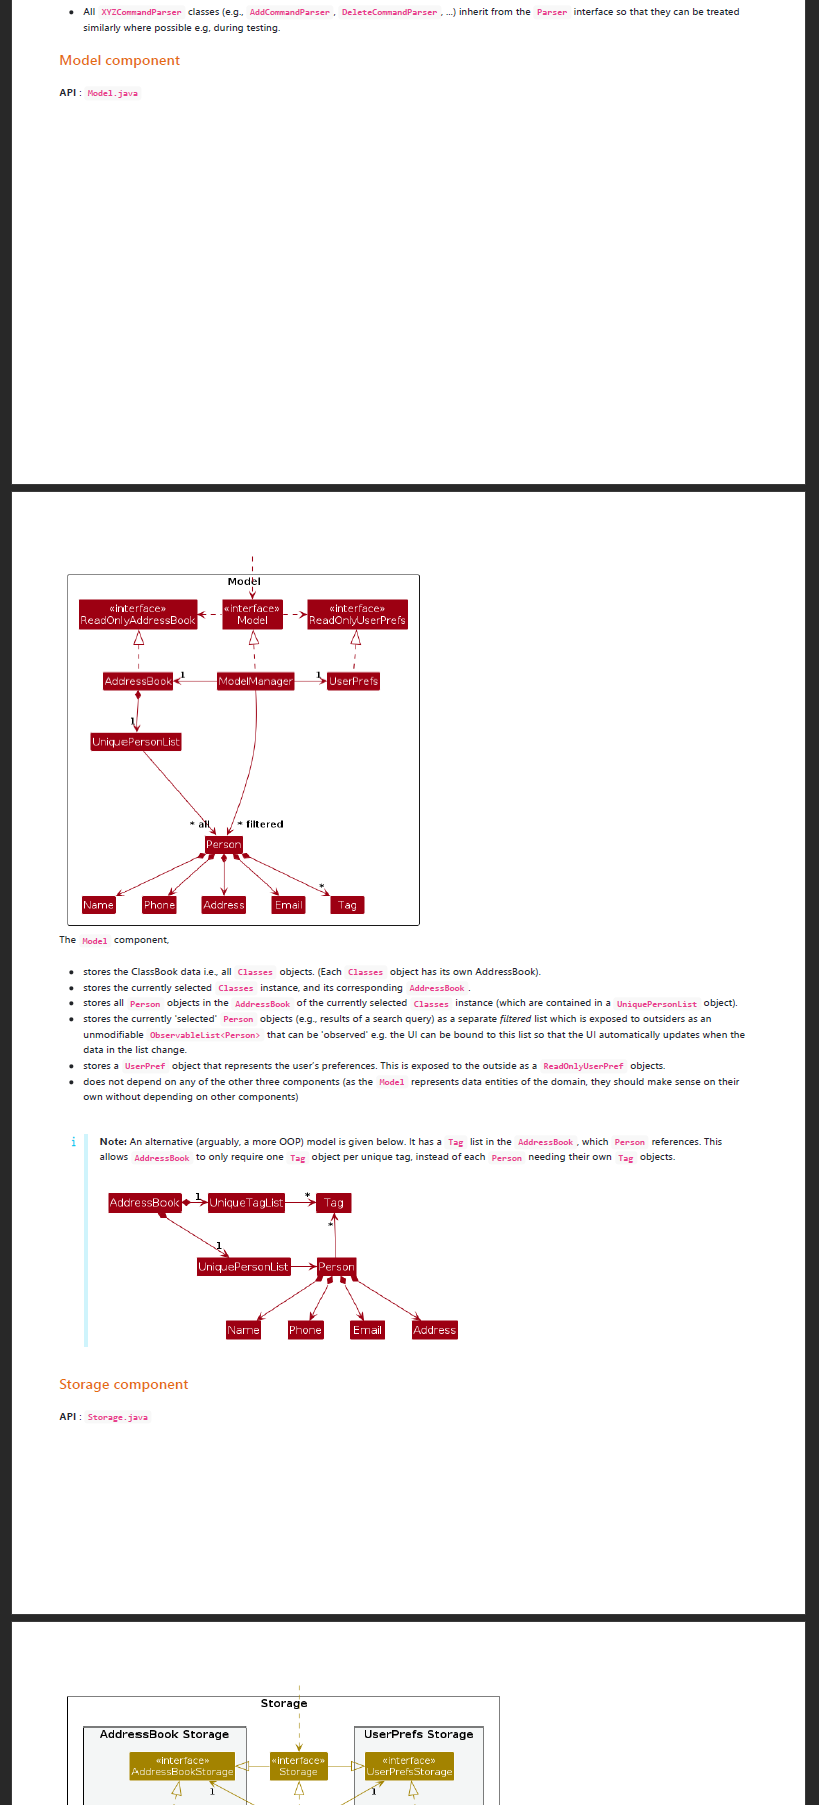 • All XYZCommandParser classes (e.g., AddCommandParser, DeleteCommandParser, ...) inherit from the Parser interface so that they can be treated
similarly where possible e.g, during testing.
Model component
API : Model.java
Model
«interface»
ReadOnlyAddressBook
«interface»
Model
«interface»
ReadOnlyUserPrefs
AddressBook
1
ModelManager
1
UserPrefs
1
UniquePersonList
* all
* filtered
Person
*
Name
Phone
Address
Email
Tag
The Model component,
• stores the ClassBook data i.e., all Classes objects. (Each Classes object has its own AddressBook).
• stores the currently selected Classes instance, and its corresponding AddressBook.
• stores all Person objects in the AddressBook of the currently selected Classes instance (which are contained in a UniquePersonList object).
• stores the currently 'selected' Person objects (e.g., results of a search query) as a separate filtered list which is exposed to outsiders as an
unmodifiable ObservableList<Person> that can be 'observed' e.g. the UI can be bound to this list so that the UI automatically updates when the
data in the list change.
• stores a UserPref object that represents the user's preferences. This is exposed to the outside as a ReadOnlyUserPref objects.
• does not depend on any of the other three components (as the Model represents data entities of the domain, they should make sense on their
own without depending on other components)
i
Note: An alternative (arguably, a more OOP) model is given below. It has a Tag list in the AddressBook, which Person references. This
allows AddressBook to only require one Tag object per unique tag, instead of each Person needing their own Tag objects.
AddressBook
1
UniqueTagList
*
Tag
*
1
UniquePersonList
Person
Name
Phone
Email
Address
Storage component
API : Storage.java
Storage
AddressBook Storage
UserPrefs Storage
«interface»
AddressBookStorage
«interface»
Storage
«interface»
UserPrefsStorage
1
1